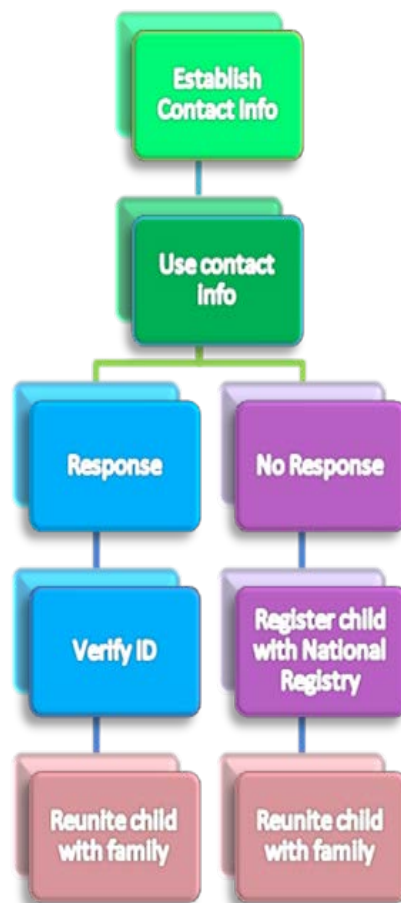 Establish
Contact Info
Use contact
info
Response
No Response
Verify ID
Register child
with National
Registry
Reunite child
with family
Reunite child
with family